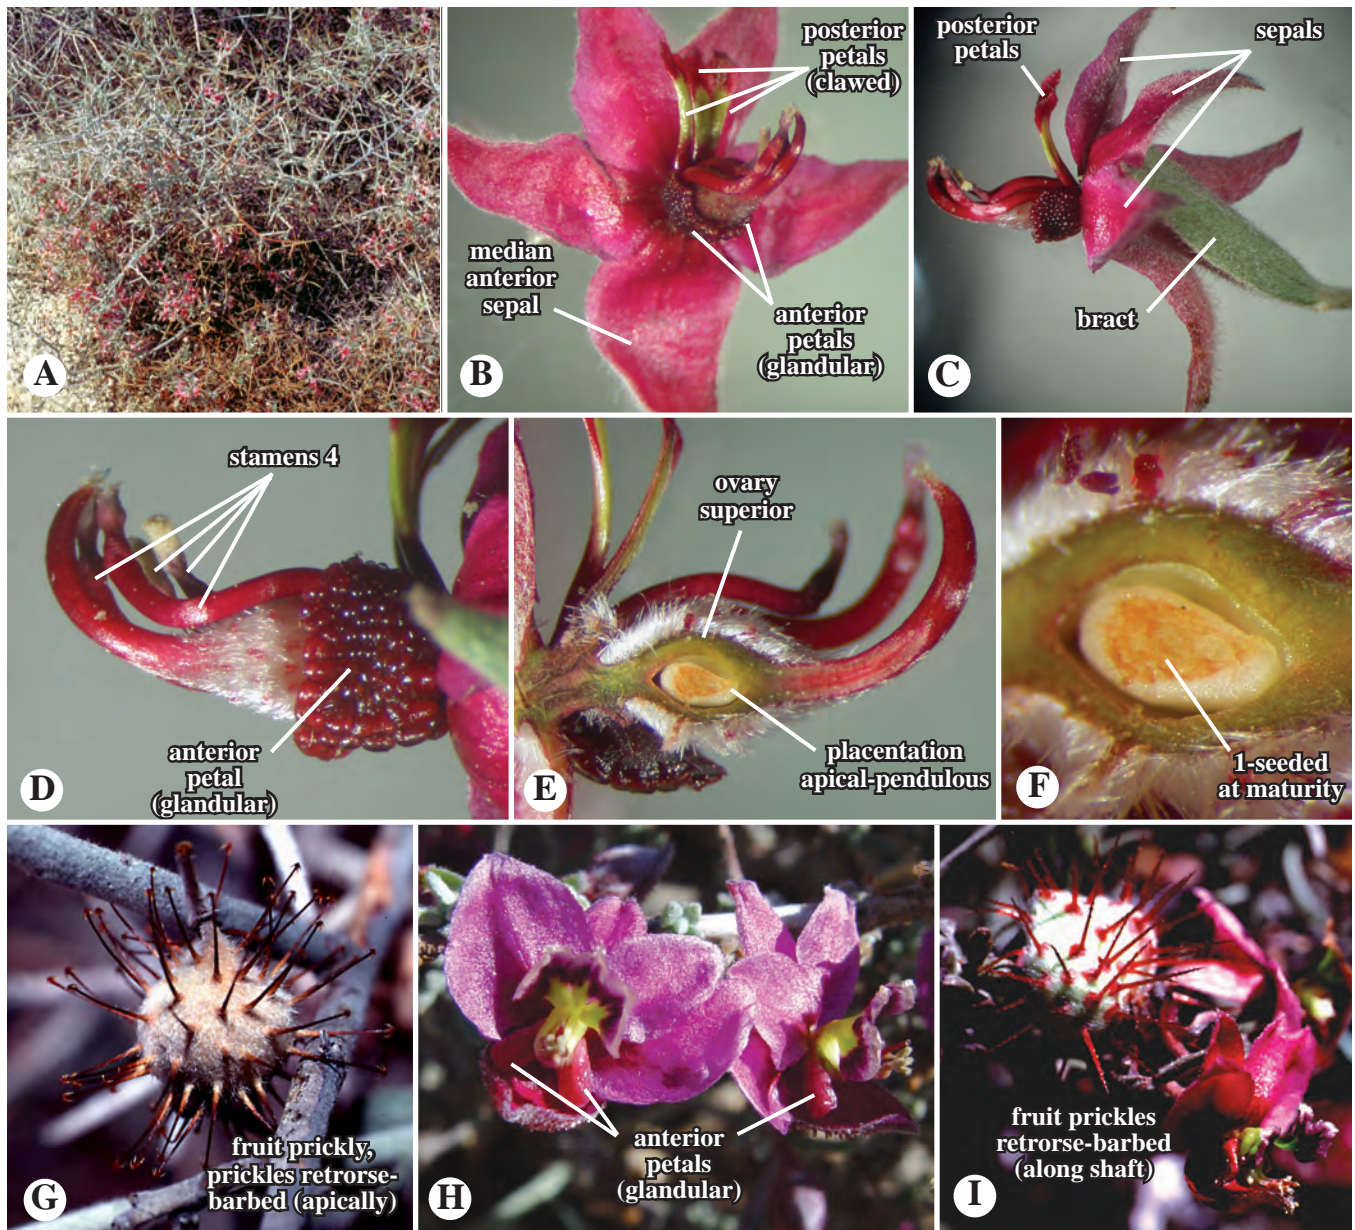 A
posterior
petals
(clawed)
median
anterior
sepal
anterior
petals
(glandular)
B
posterior
petals
sepals
bract
C
stamens 4
anterior
petal
(glandular)
D
ovary
superior
placentation
apical-pendulous
E
1-seeded
at maturity
F
fruit prickly,
prickles retrorse-
barbed (apically)
G
anterior
petals
(glandular)
H
fruit prickles
retrorse-barbed
(along shaft)
I